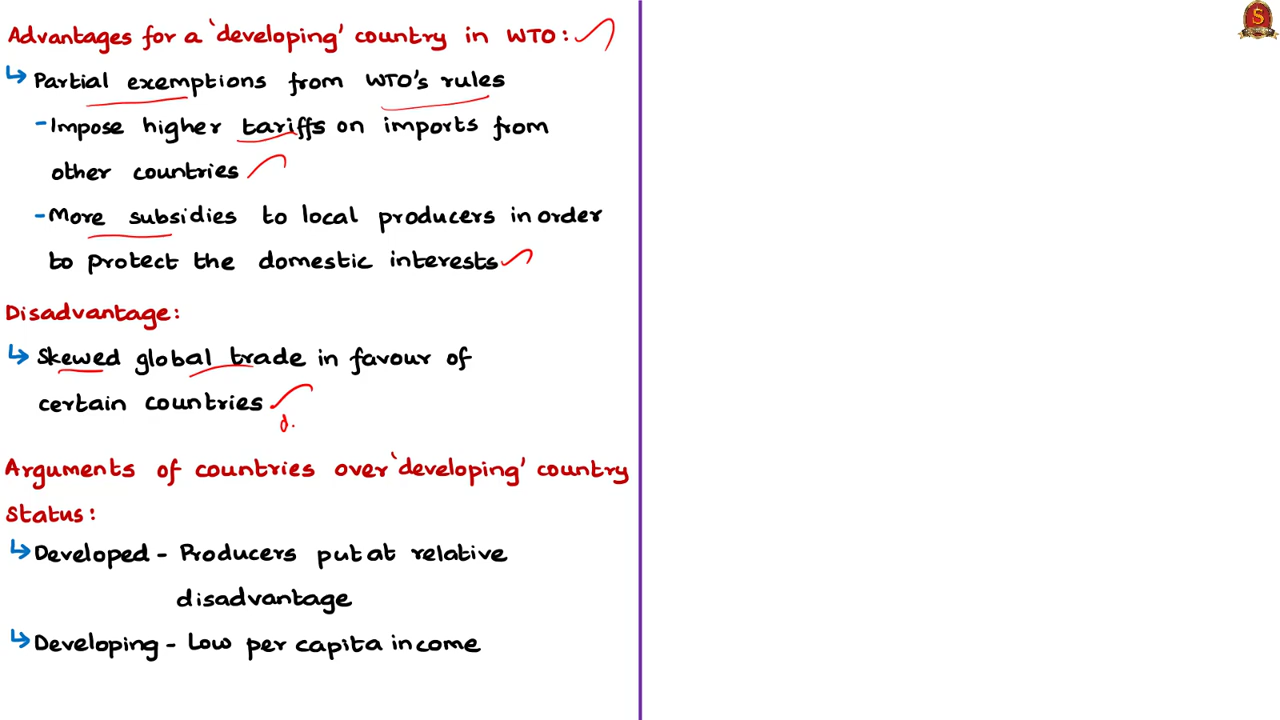 Advantages for a 'developing' country in WTO:
↳ Partial exemptions from WTO's rules
- Impose higher tariffs on imports from
other countries
- More subsidies to local producers in order
to protect the domestic interests
Disadvantage:
↳ Skewed global trade in favour of
certain countries
d.
Arguments of countries over 'developing' country
Status:
↳ Developed - Producers put at relative
disadvantage
↳ Developing - Low per capita income
S